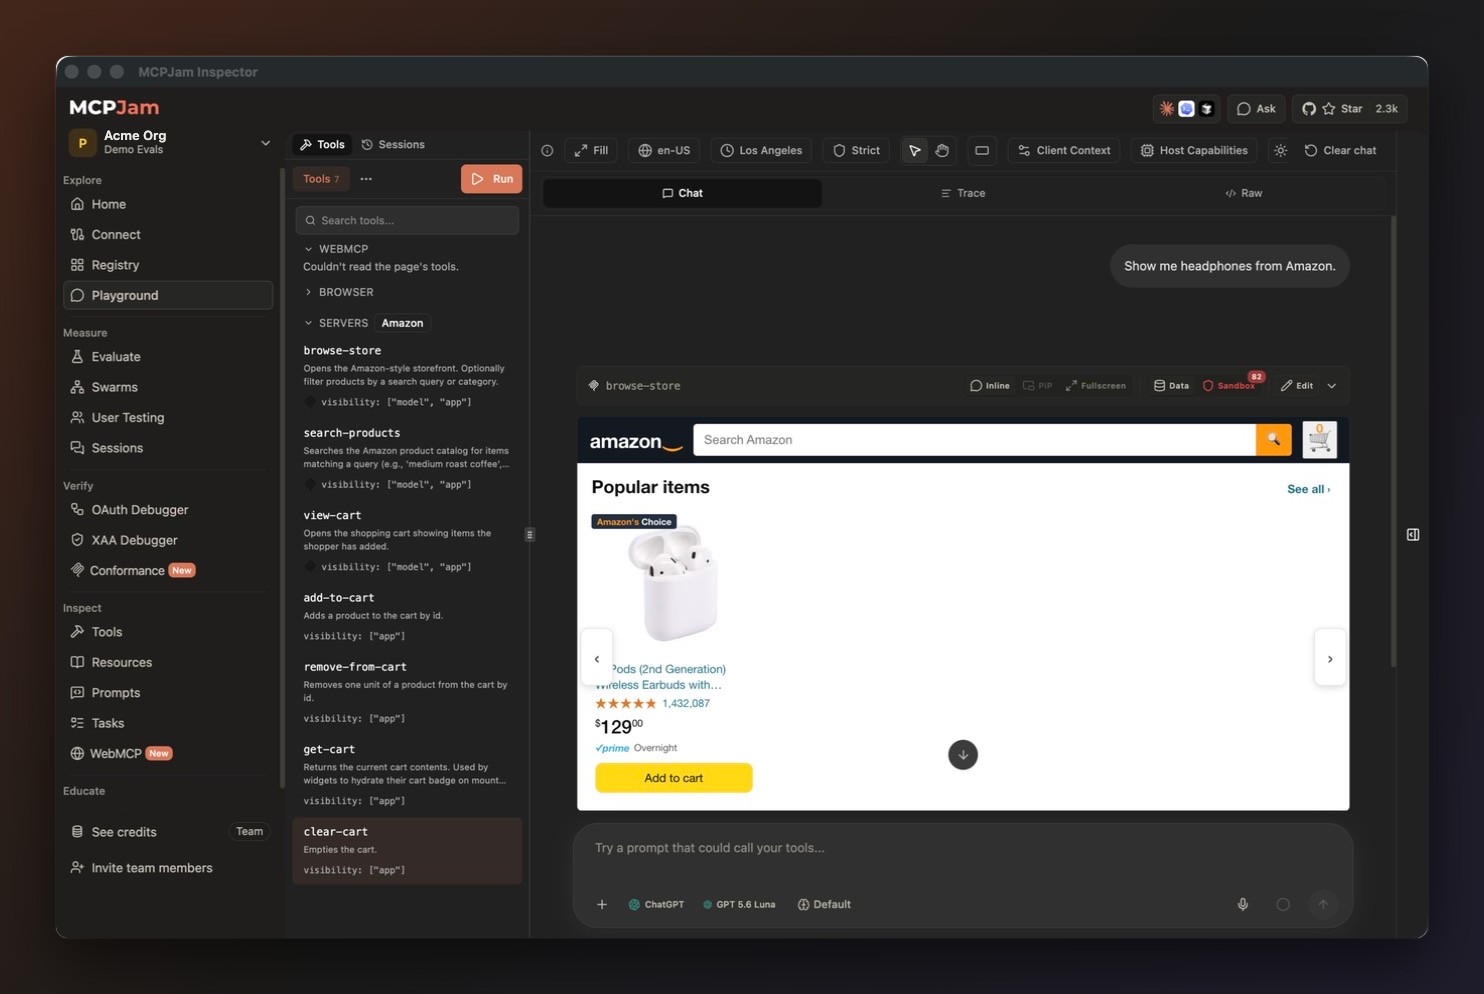 MCPJam Inspector
MCPJam
Ask
Star 2.3k
P
Acme Org
Demo Evals
Explore
Home
Connect
Registry
Playground
Measure
Evaluate
Swarms
User Testing
Sessions
Verify
OAuth Debugger
XAA Debugger
Conformance New
Inspect
Tools
Resources
Prompts
Tasks
WebMCP New
Educate
See credits Team
Invite team members
Tools Sessions
Tools 7 ••• Run
Search tools...
WEBMCP
Couldn't read the page's tools.
BROWSER
SERVERS Amazon
browse-store
Opens the Amazon-style storefront. Optionally
filter products by a search query or category.
visibility: ["model", "app"]
search-products
Searches the Amazon product catalog for items
matching a query (e.g., 'medium roast coffee',...
visibility: ["model", "app"]
view-cart
Opens the shopping cart showing items the
shopper has added.
visibility: ["model", "app"]
add-to-cart
Adds a product to the cart by id.
visibility: ["app"]
remove-from-cart
Removes one unit of a product from the cart by
id.
visibility: ["app"]
get-cart
Returns the current cart contents. Used by
widgets to hydrate their cart badge on mount...
visibility: ["app"]
clear-cart
Empties the cart.
visibility: ["app"]
Fill en-US Los Angeles Strict Client Context Host Capabilities Clear chat
Chat Trace Raw
Show me headphones from Amazon.
browse-store Inline PiP Fullscreen Data Sandbox 82 Edit
amazon Search Amazon 0
Popular items See all ›
Amazon's Choice
Pods (2nd Generation)
Wireless Earbuds with...
1,432,087
$129 00
✓prime Overnight
Add to cart
Try a prompt that could call your tools...
ChatGPT GPT 5.6 Luna Default